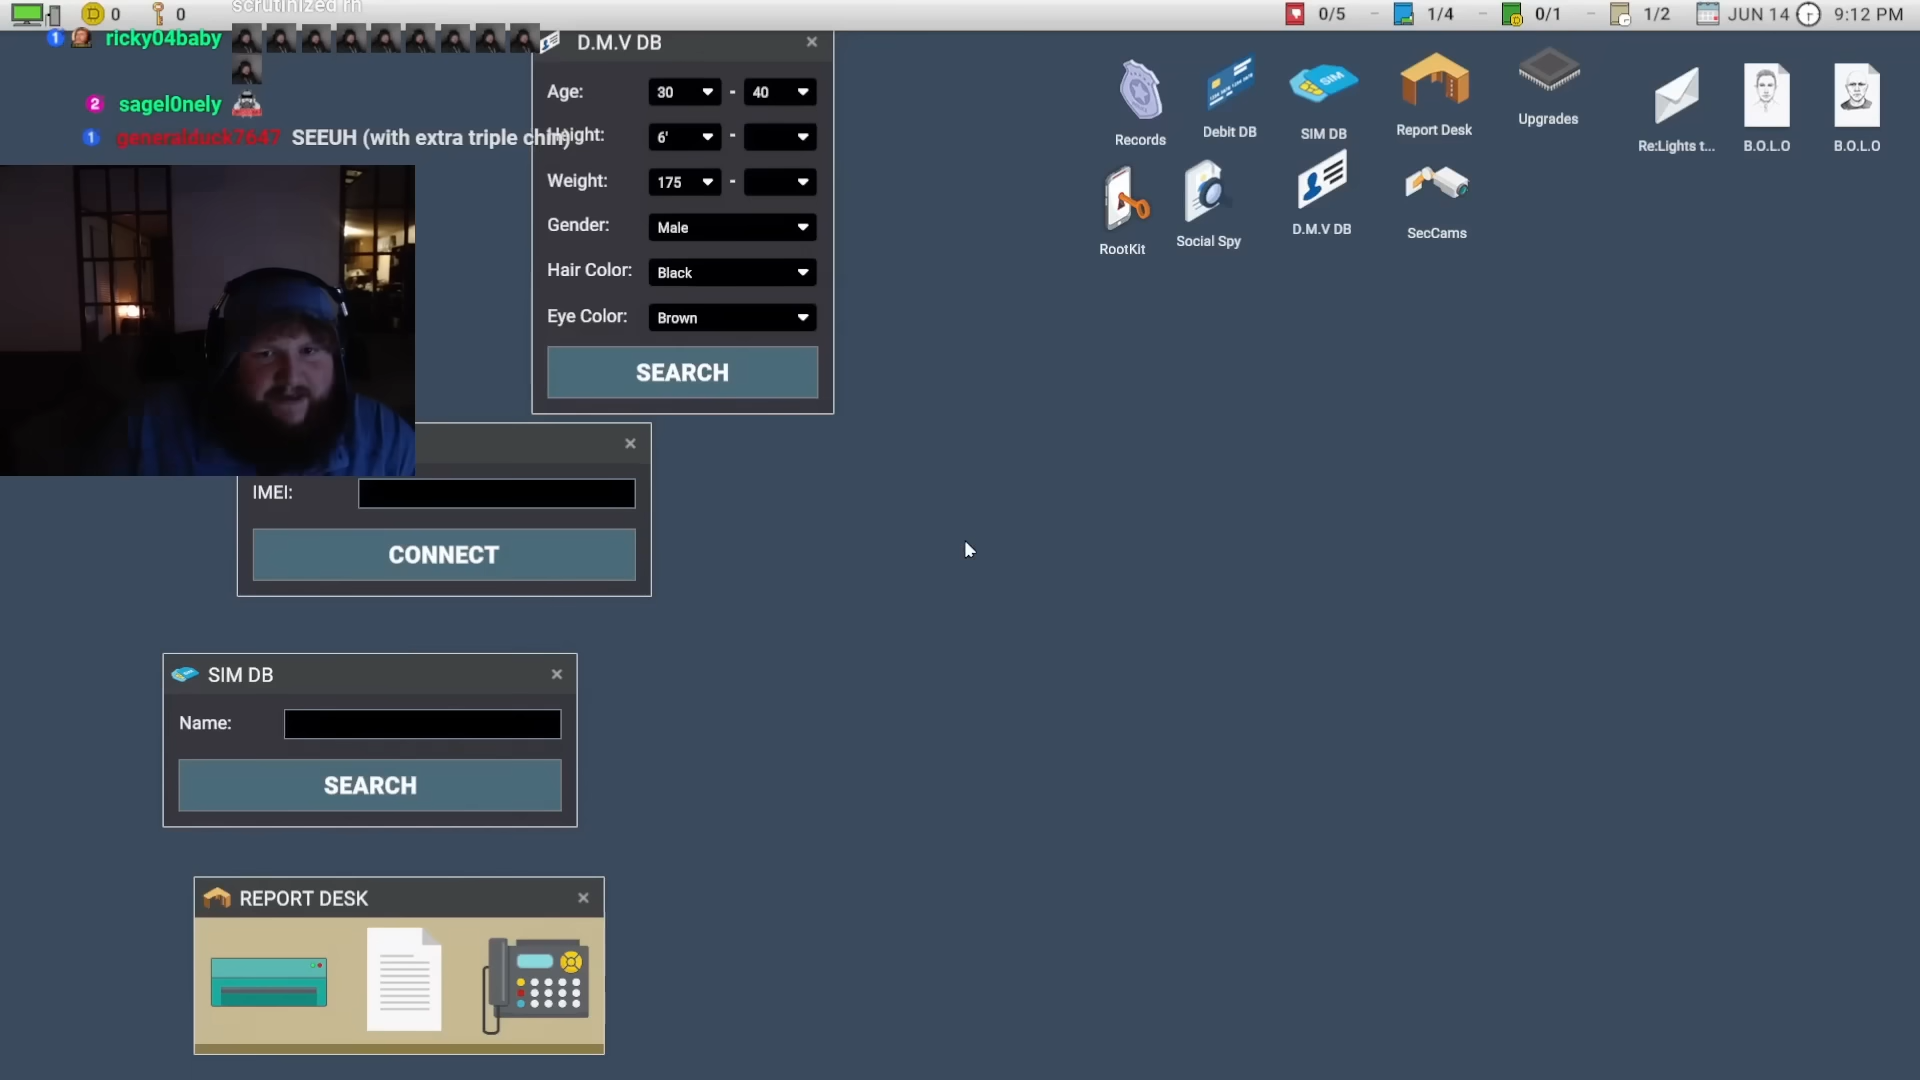 0
0
0/5
1/4
0/1
1/2
JUN 14
9:12 PM
scrutinized rn
ricky04baby
sagel0nely
generalduck7647 SEEUH (with extra triple chin)
D.M.V DB
Age: 30 - 40
Height: 6' -
Weight: 175 -
Gender: Male
Hair Color: Black
Eye Color: Brown
SEARCH
IMEI:
CONNECT
SIM DB
Name:
SEARCH
REPORT DESK
Records
Debit DB
SIM DB
Report Desk
Upgrades
Re:Lights t...
B.O.L.O
B.O.L.O
RootKit
Social Spy
D.M.V DB
SecCams